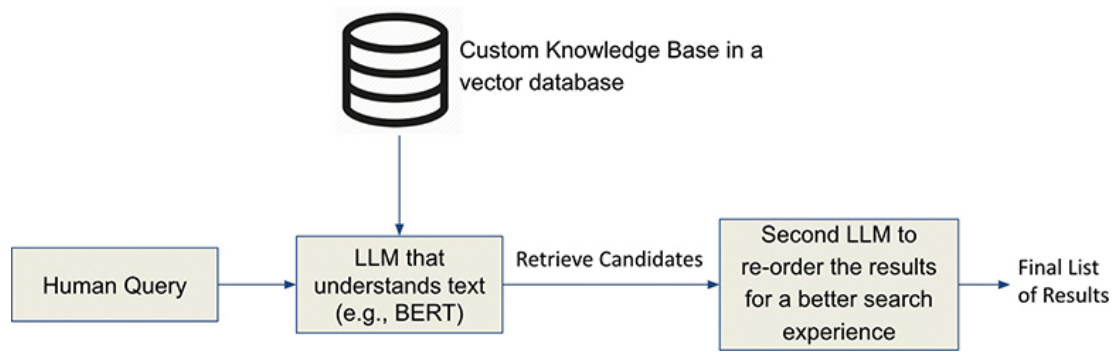 Custom Knowledge Base in a
vector database
Human Query
LLM that
understands text
(e.g., BERT)
Retrieve Candidates
Second LLM to
re-order the results
for a better search
experience
Final List
of Results